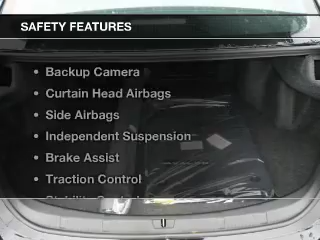 SAFETY FEATURES
• Backup Camera
• Curtain Head Airbags
• Side Airbags
• Independent Suspension
• Brake Assist
• Traction Control